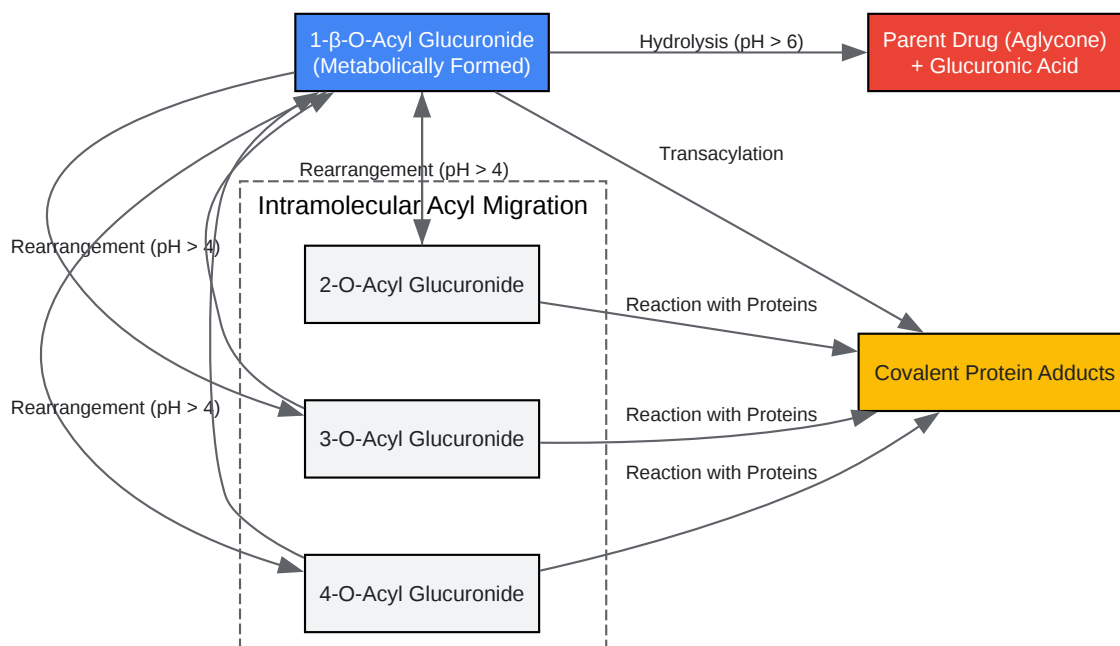 1-β-O-Acyl Glucuronide
(Metabolically Formed)
Hydrolysis (pH > 6)
Parent Drug (Aglycone)
+ Glucuronic Acid
Transacylation
Rearrangement (pH > 4)
Intramolecular Acyl Migration
Rearrangement (pH > 4)
2-O-Acyl Glucuronide
Reaction with Proteins
Covalent Protein Adducts
Rearrangement (pH > 4)
3-O-Acyl Glucuronide
Reaction with Proteins
Reaction with Proteins
4-O-Acyl Glucuronide